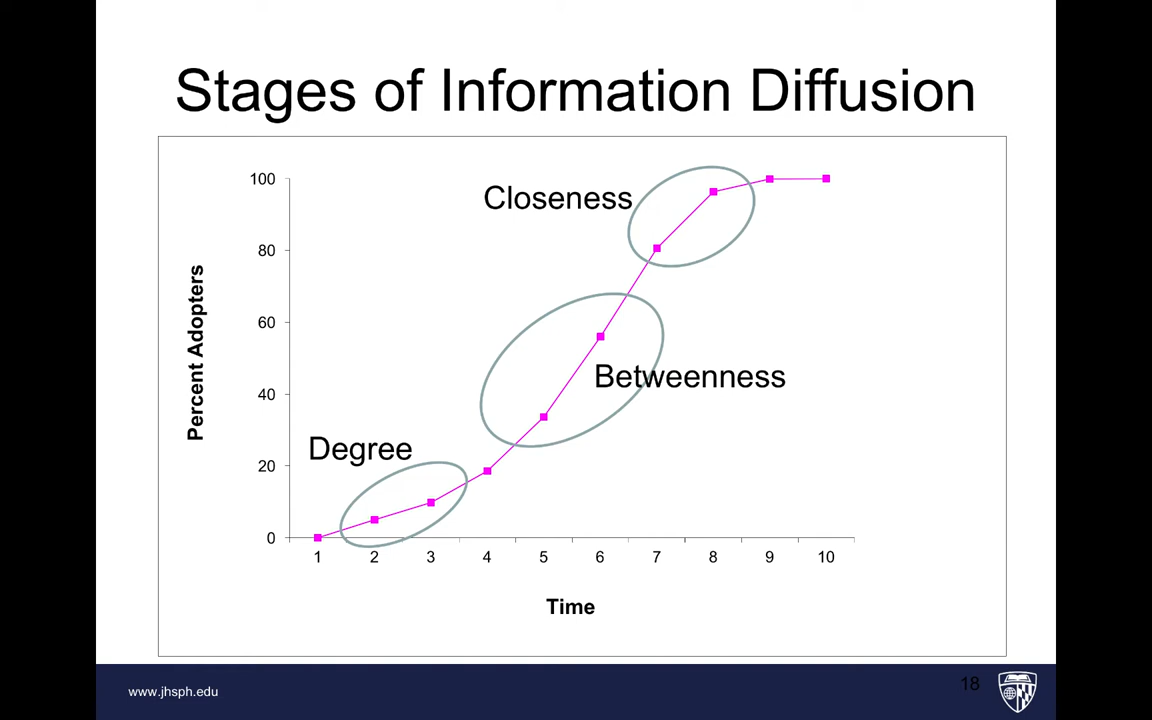 Stages of Information Diffusion
100
80
60
40
20
0
Percent Adopters
Closeness
Betweenness
Degree
1 2 3 4 5 6 7 8 9 10
Time
www.jhsph.edu
18